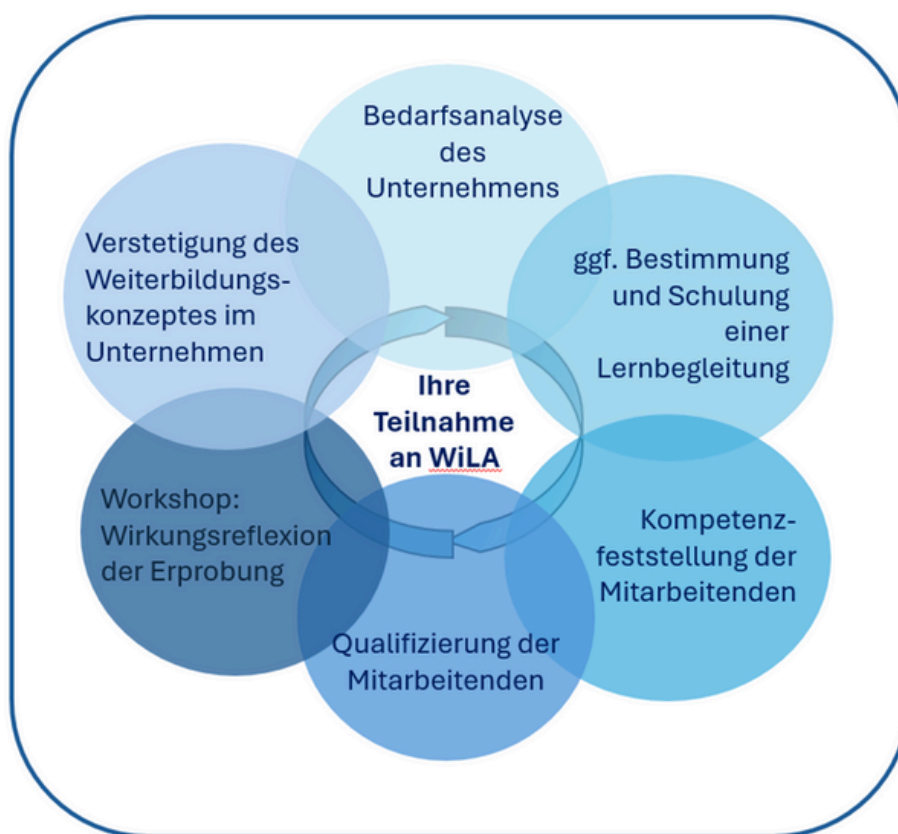 Bedarfsanalyse
des
Unternehmens
ggf. Bestimmung
und Schulung
einer
Lernbegleitung
Kompetenz-
feststellung der
Mitarbeitenden
Qualifizierung der
Mitarbeitenden
Workshop:
Wirkungsreflexion
der Erprobung
Verstetigung des
Weiterbildungs-
konzeptes im
Unternehmen
Ihre
Teilnahme
an WiLA